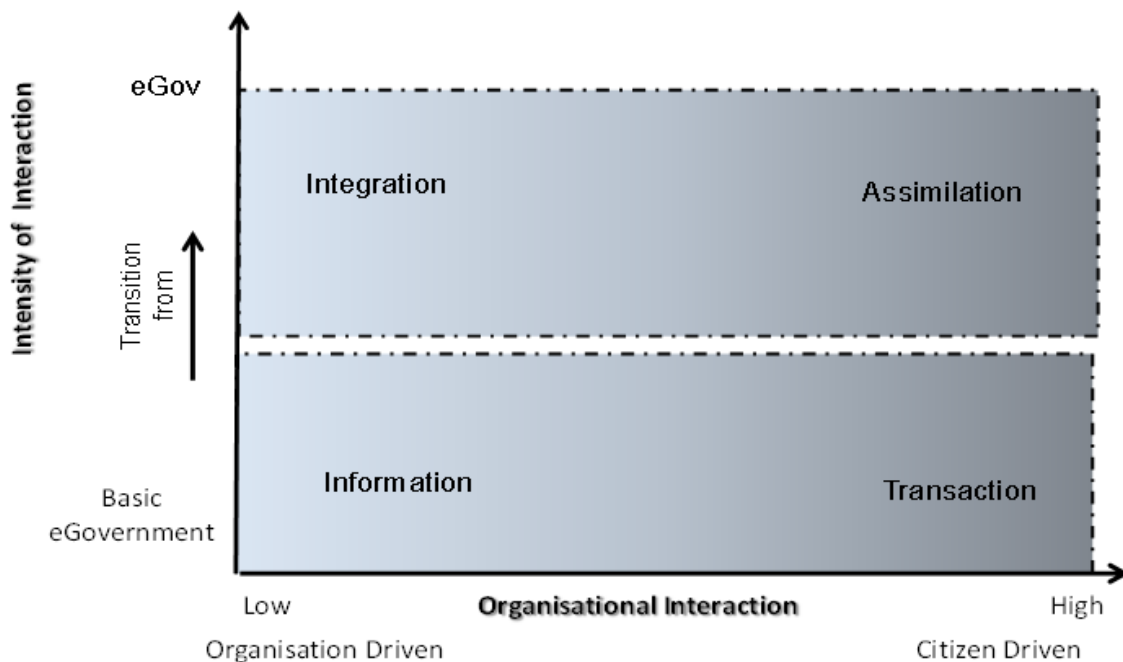 eGov
Intensity of Interaction
Integration
Assimilation
Transition
from
Information
Transaction
Basic
eGovernment
Low
Organisational Interaction
High
Organisation Driven
Citizen Driven